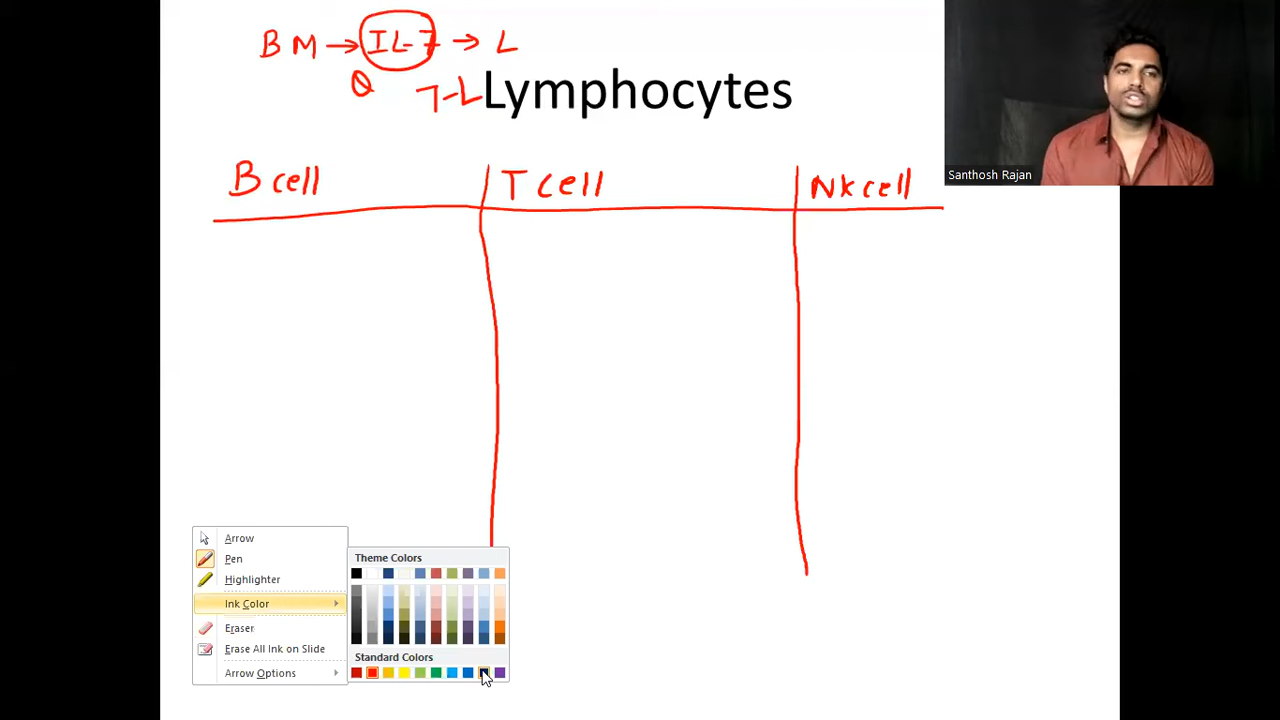 BM → IL-7 → L
T-L
Lymphocytes
Santhosh Rajan
B cell T cell NK cell
Arrow
Pen
Highlighter
Ink Color
Eraser
Erase All Ink on Slide
Arrow Options
Theme Colors
Standard Colors